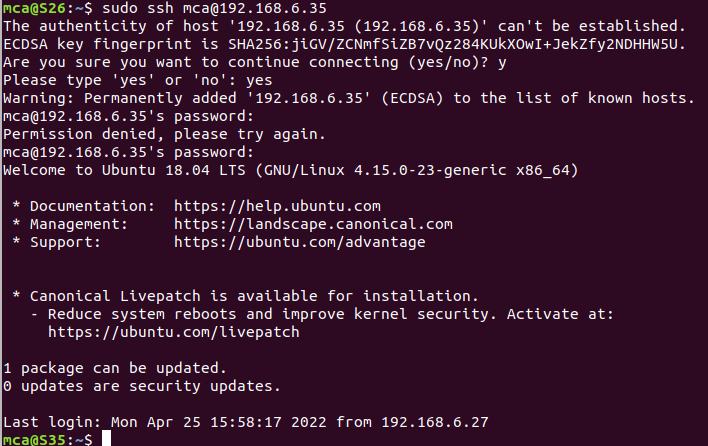 mca@S26:~$ sudo ssh mca@192.168.6.35
The authenticity of host '192.168.6.35 (192.168.6.35)' can't be established.
ECDSA key fingerprint is SHA256:jiGV/ZCNmfSiZB7vQz284KUkXOwI+JekZfy2NDHHW5U.
Are you sure you want to continue connecting (yes/no)? y
Please type 'yes' or 'no': yes
Warning: Permanently added '192.168.6.35' (ECDSA) to the list of known hosts.
mca@192.168.6.35's password:
Permission denied, please try again.
mca@192.168.6.35's password:
Welcome to Ubuntu 18.04 LTS (GNU/Linux 4.15.0-23-generic x86_64)

 * Documentation:  https://help.ubuntu.com
 * Management:     https://landscape.canonical.com
 * Support:        https://ubuntu.com/advantage


 * Canonical Livepatch is available for installation.
   - Reduce system reboots and improve kernel security. Activate at:
     https://ubuntu.com/livepatch

1 package can be updated.
0 updates are security updates.

Last login: Mon Apr 25 15:58:17 2022 from 192.168.6.27
mca@S35:~$